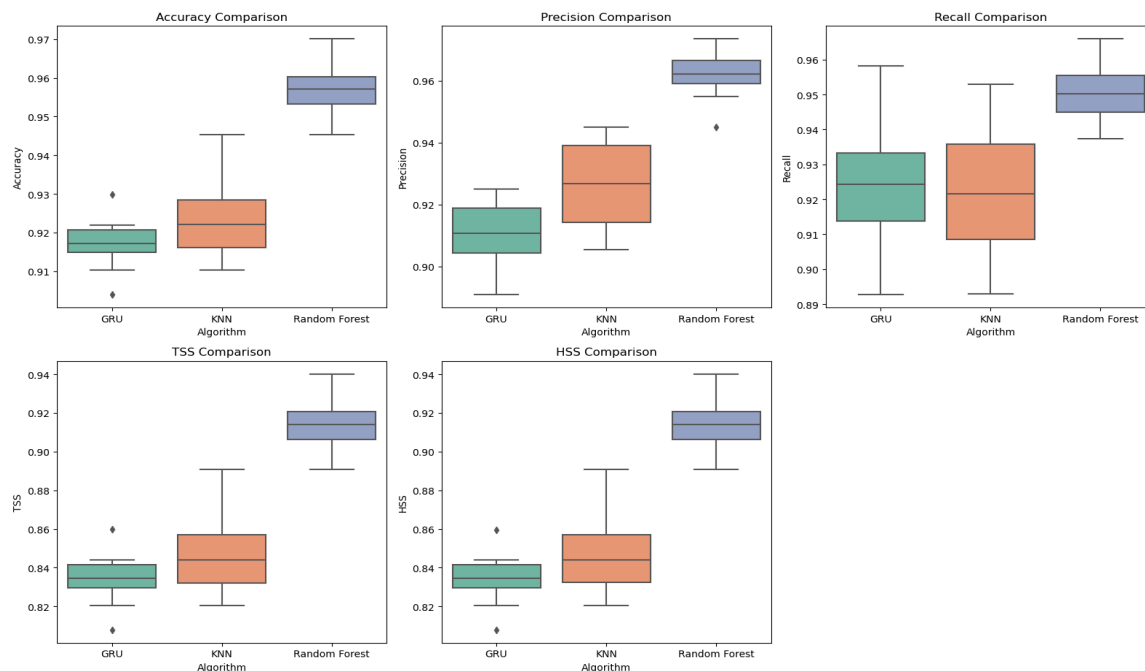 Accuracy Comparison
0.97
0.96
0.95
0.94
0.93
0.92
0.91
Accuracy
GRU
KNN
Random Forest
Algorithm
Precision Comparison
0.96
0.94
0.92
0.90
Precision
GRU
KNN
Random Forest
Algorithm
Recall Comparison
0.96
0.95
0.94
0.93
0.92
0.91
0.90
0.89
Recall
GRU
KNN
Random Forest
Algorithm
TSS Comparison
0.94
0.92
0.90
0.88
0.86
0.84
0.82
TSS
GRU
KNN
Random Forest
Algorithm
HSS Comparison
0.94
0.92
0.90
0.88
0.86
0.84
0.82
HSS
GRU
KNN
Random Forest
Algorithm